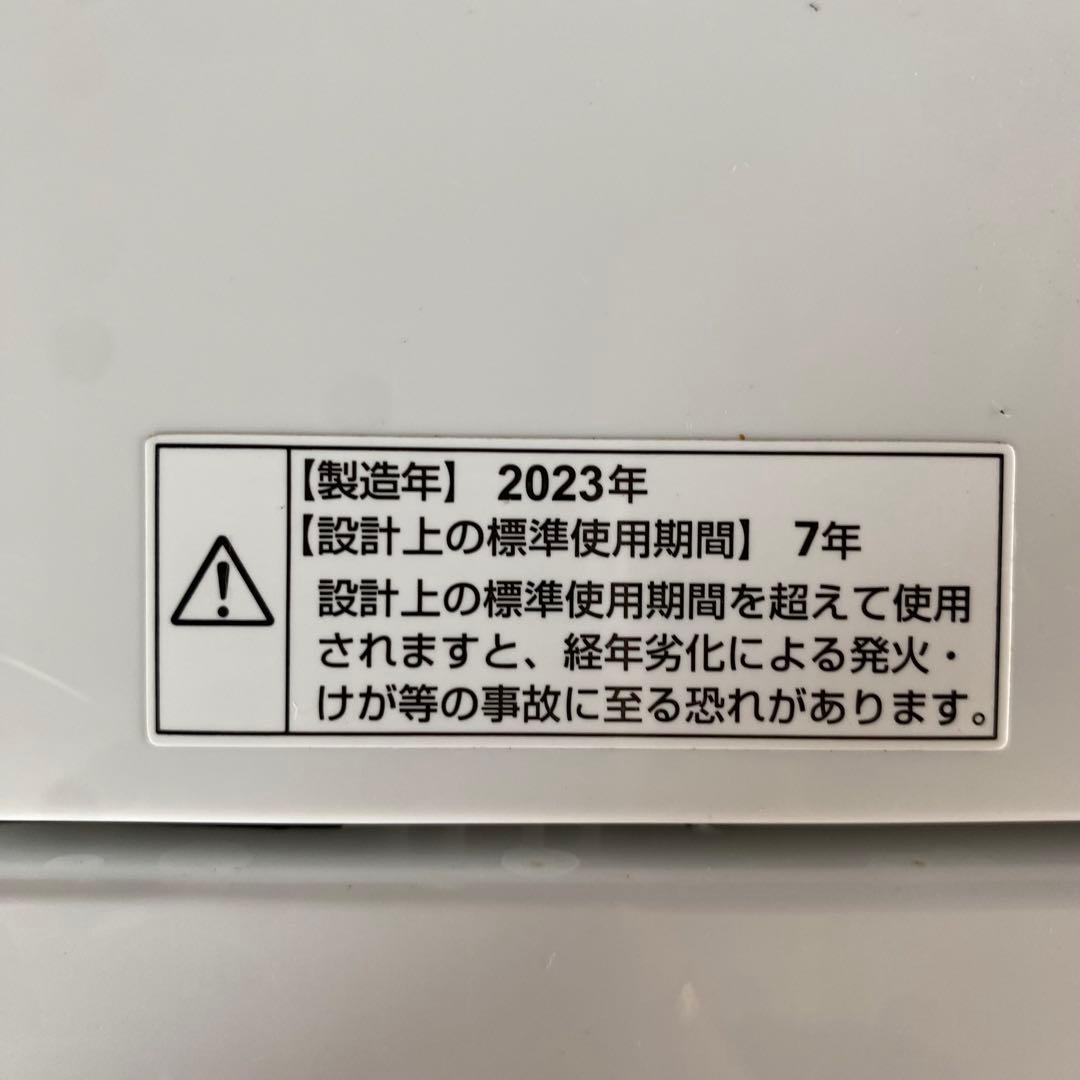 【製造年】 2023年
【設計上の標準使用期間】 7年
設計上の標準使用期間を超えて使用
されますと、経年劣化による発火・
けが等の事故に至る恐れがあります。